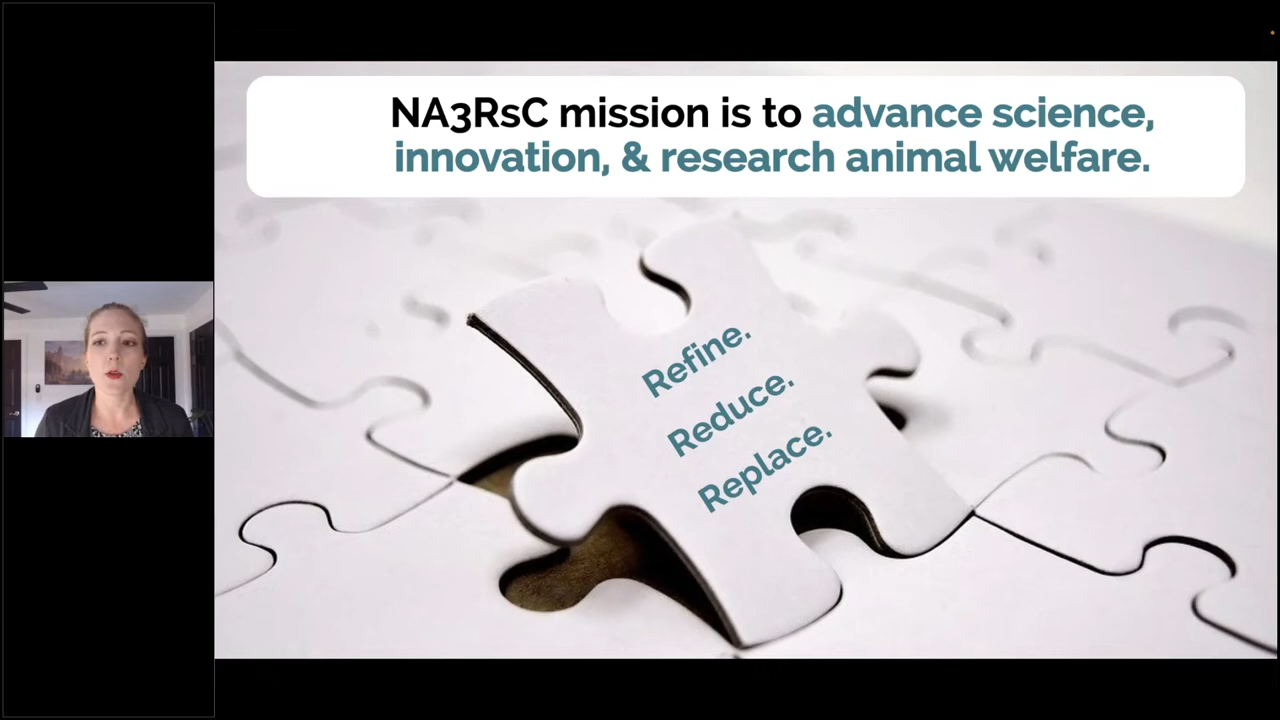 NA3RsC mission is to advance science,
innovation, & research animal welfare.
Refine.
Reduce.
Replace.